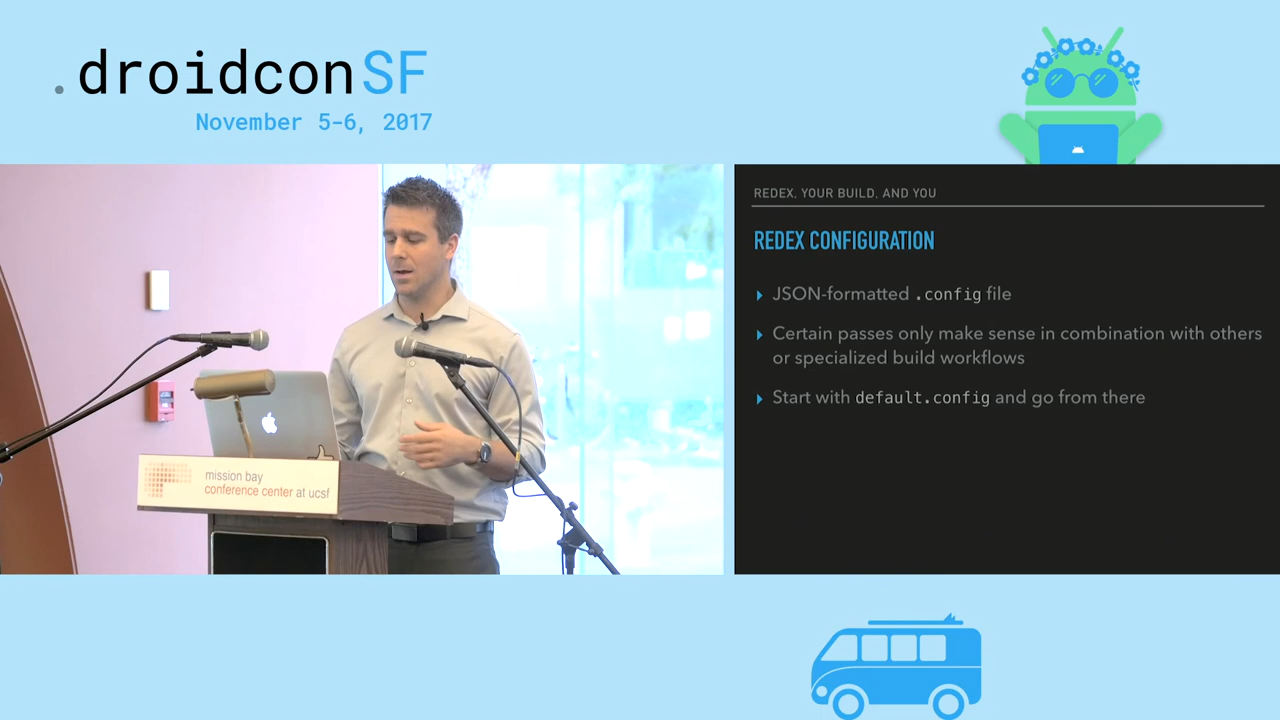 .droidconSF
November 5-6, 2017
mission bay
conference center at ucsf
REDEX, YOUR BUILD, AND YOU
REDEX CONFIGURATION
JSON-formatted .config file
Certain passes only make sense in combination with others
or specialized build workflows
Start with default.config and go from there